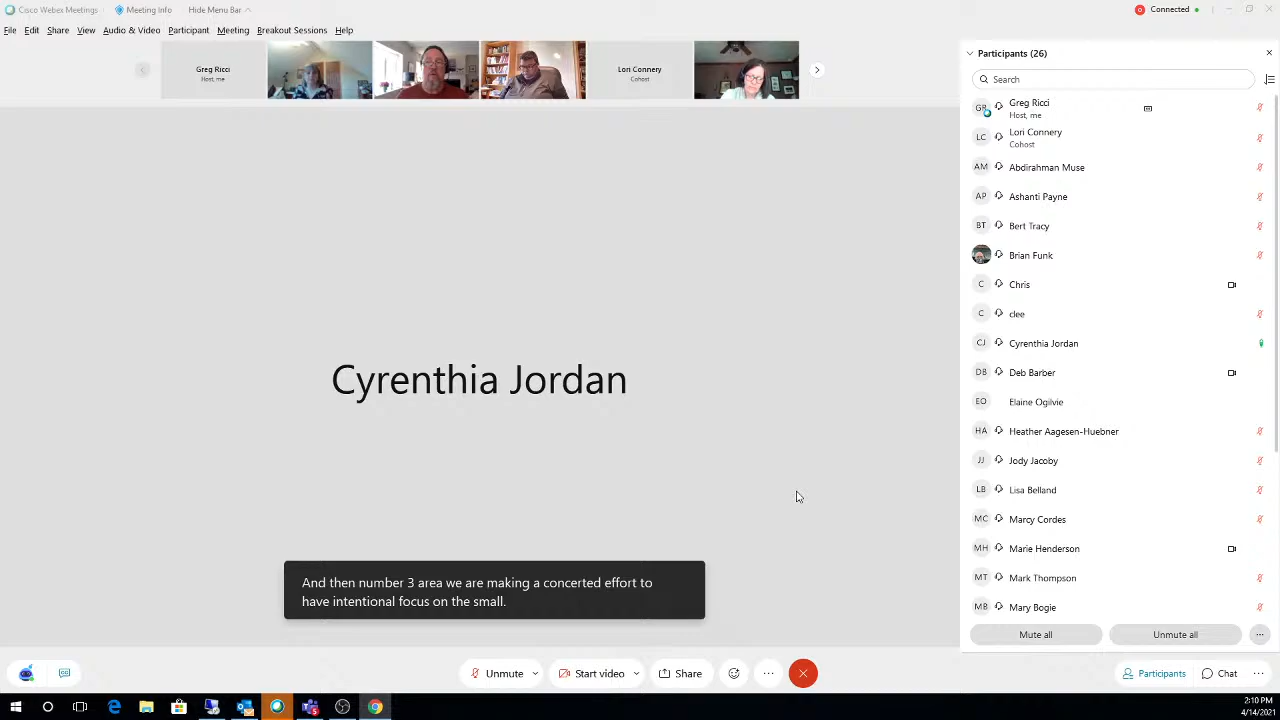 Cisco Webex Meetings
Meeting Info
Hide Menu Bar
Connected
File Edit Share View Audio & Video Participant Meeting Breakout Sessions Help
Greg Ricci
Host, me
Lori Connery
Cohost
Cyrenthia Jordan
And then number 3 area we are making a concerted effort to
have intentional focus on the small.
Participants (26)
Search
GR Greg Ricci
Host, me
LC Lori Connery
Cohost
AM Abdirahman Muse
AP Ashanti Payne
BT Bert Tracy
Brian Funk
C Chris
C clee
CJ Cyrenthia Jordan
DB Deb Barber
EO Elaine Ogilvie
HA Heather Aagesen-Huebner
JJ Jody Jacoby
LB Lisa Belland
MC Marcy Cordes
MH Marie Henderson
MT Mark Thompson
MB Mary Bogie
Mute all
Unmute all
Unmute
Start video
Share
Participants
Chat
2:10 PM
4/14/2021